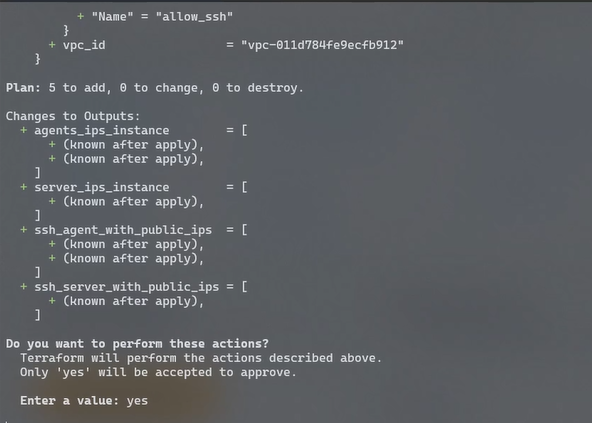 + "Name" = "allow_ssh"
}
+ vpc_id = "vpc-011d784fe9ecfb912"
}
Plan: 5 to add, 0 to change, 0 to destroy.
Changes to Outputs:
+ agents_ips_instance = [
+ (known after apply),
+ (known after apply),
]
+ server_ips_instance = [
+ (known after apply),
]
+ ssh_agent_with_public_ips = [
+ (known after apply),
+ (known after apply),
]
+ ssh_server_with_public_ips = [
+ (known after apply),
]
Do you want to perform these actions?
Terraform will perform the actions described above.
Only 'yes' will be accepted to approve.
Enter a value: yes